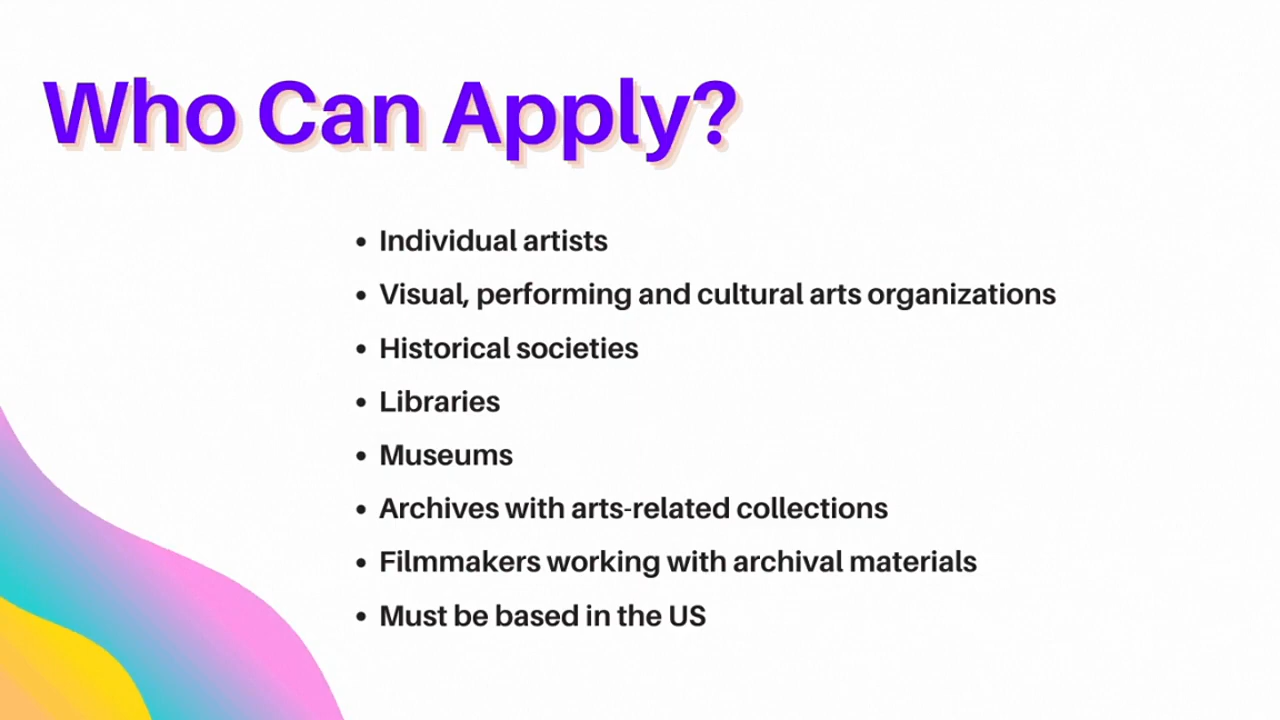 Who Can Apply?
• Individual artists
• Visual, performing and cultural arts organizations
• Historical societies
• Libraries
• Museums
• Archives with arts-related collections
• Filmmakers working with archival materials
• Must be based in the US